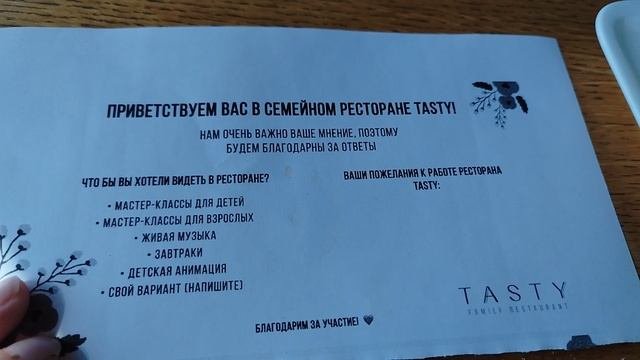 ПРИВЕТСТВУЕМ ВАС В СЕМЕЙНОМ РЕСТОРАНЕ TASTY!
НАМ ОЧЕНЬ ВАЖНО ВАШЕ МНЕНИЕ, ПОЭТОМУ
БУДЕМ БЛАГОДАРНЫ ЗА ОТВЕТЫ
ЧТО БЫ ВЫ ХОТЕЛИ ВИДЕТЬ В РЕСТОРАНЕ?
• МАСТЕР-КЛАССЫ ДЛЯ ДЕТЕЙ
• МАСТЕР-КЛАССЫ ДЛЯ ВЗРОСЛЫХ
• ЖИВАЯ МУЗЫКА
• ЗАВТРАКИ
• ДЕТСКАЯ АНИМАЦИЯ
• СВОЙ ВАРИАНТ (НАПИШИТЕ)
ВАШИ ПОЖЕЛАНИЯ К РАБОТЕ РЕСТОРАНА
TASTY:
БЛАГОДАРИМ ЗА УЧАСТИЕ! 🖤
TASTY
FAMILY RESTAURANT